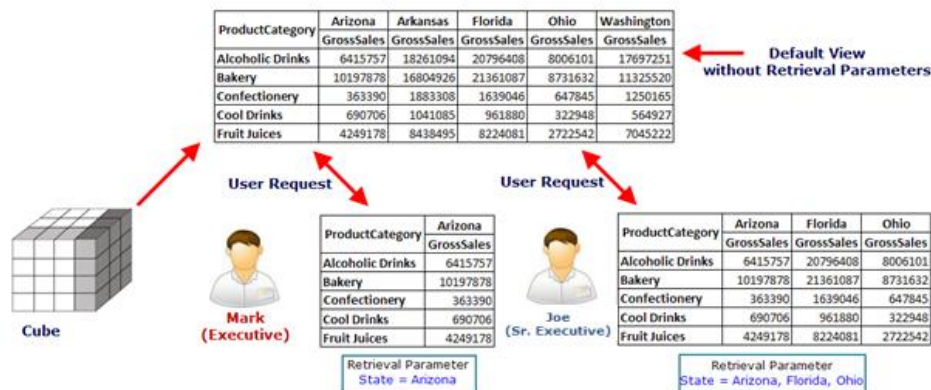 ProductCategory Arizona Arkansas Florida Ohio Washington
GrossSales GrossSales GrossSales GrossSales GrossSales
Alcoholic Drinks 6415757 18261094 20796408 8006101 17697251
Bakery 10197878 16804926 21361087 8731632 11325520
Confectionery 363390 1883308 1639046 647845 1250165
Cool Drinks 690706 1041085 961880 322948 564927
Fruit Juices 4249178 8438495 8224081 2722542 7045222
Default View
without Retrieval Parameters
User Request
User Request
Cube
Mark
(Executive)
ProductCategory Arizona
GrossSales
Alcoholic Drinks 6415757
Bakery 10197878
Confectionery 363390
Cool Drinks 690706
Fruit Juices 4249178
Retrieval Parameter
State = Arizona
Joe
(Sr. Executive)
ProductCategory Arizona Florida Ohio
GrossSales GrossSales GrossSales
Alcoholic Drinks 6415757 20796408 8006101
Bakery 10197878 21361087 8731632
Confectionery 363390 1639046 647845
Cool Drinks 690706 961880 322948
Fruit Juices 4249178 8224081 2722542
Retrieval Parameter
State = Arizona, Florida, Ohio